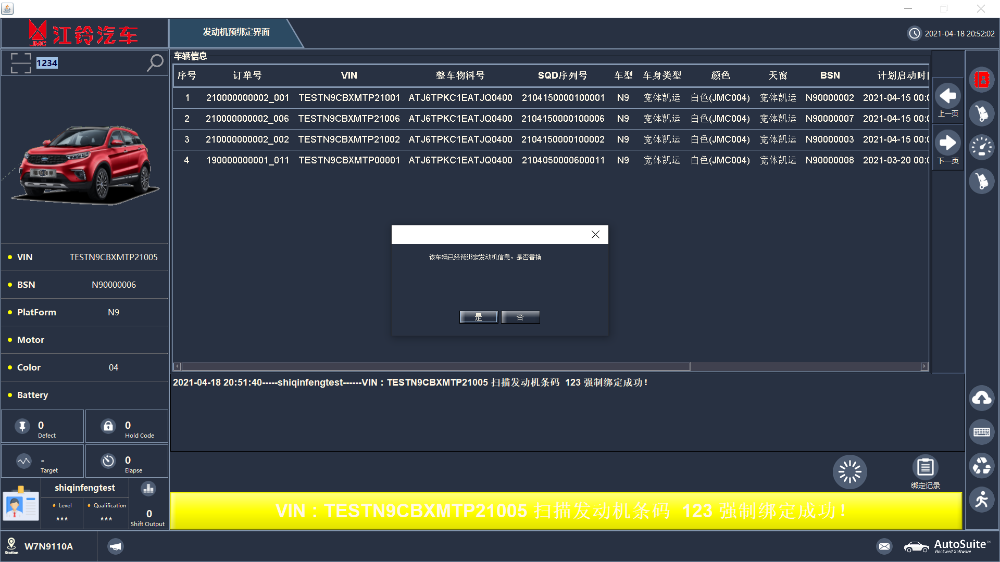 JMC 江铃汽车
发动机预绑定界面
2021-04-18 20:52:02
1234
车辆信息
序号 订单号 VIN 整车物料号 SQD序列号 车型 车身类型 颜色 天窗 BSN 计划启动时
1 210000000002_001 TESTN9CBXMTP21001 ATJ6TPKC1EATJQ0400 2104150000100001 N9 宽体凯运 白色(JMC004) 宽体凯运 N90000002 2021-04-15 00:
2 210000000002_006 TESTN9CBXMTP21006 ATJ6TPKC1EATJQ0400 2104150000100006 N9 宽体凯运 白色(JMC004) 宽体凯运 N90000007 2021-04-15 00:
3 210000000002_002 TESTN9CBXMTP21002 ATJ6TPKC1EATJQ0400 2104150000100002 N9 宽体凯运 白色(JMC004) 宽体凯运 N90000003 2021-04-15 00:
4 190000000001_011 TESTN9CBXMTP00001 ATJ6TPKC1EATJQ0400 2104050000600011 N9 宽体凯运 白色(JMC004) 宽体凯运 N90000008 2021-03-20 00:
上一页
下一页
该车辆已经预绑定发动机信息，是否替换
是 否
VIN TESTN9CBXMTP21005
BSN N90000006
PlatForm N9
Motor
Color 04
Battery
0 Defect
0 Hold Code
- Target
0 Elapse
shiqinfengtest
Level
***
Qualification
***
0
Shift Output
2021-04-18 20:51:40-----shiqinfengtest------VIN：TESTN9CBXMTP21005 扫描发动机条码 123 强制绑定成功！
绑定记录
VIN：TESTN9CBXMTP21005 扫描发动机条码 123 强制绑定成功！
Station W7N9110A
AutoSuite™
Rockwell Software